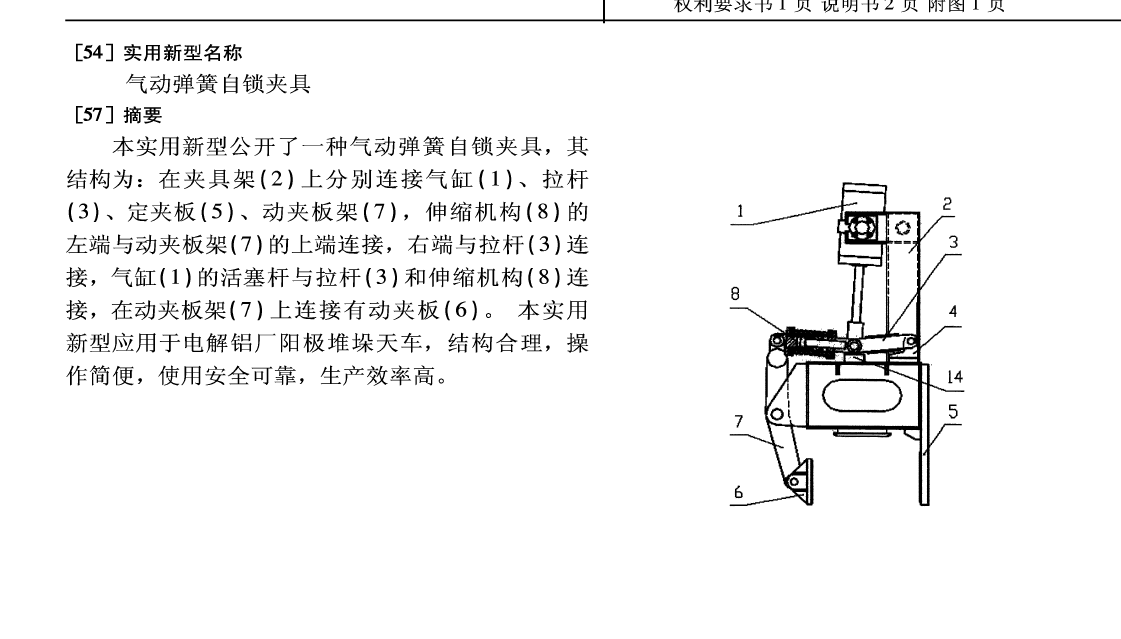 权利要求书 1 页 说明书 2 页 附图 1 页
[54] 实用新型名称
气动弹簧自锁夹具
[57] 摘要
本实用新型公开了一种气动弹簧自锁夹具，其
结构为：在夹具架(2)上分别连接气缸(1)、拉杆
(3)、定夹板(5)、动夹板架(7)，伸缩机构(8)的
左端与动夹板架(7)的上端连接，右端与拉杆(3)连
接，气缸(1)的活塞杆与拉杆(3)和伸缩机构(8)连
接，在动夹板架(7)上连接有动夹板(6)。 本实用
新型应用于电解铝厂阳极堆垛天车，结构合理，操
作简便，使用安全可靠，生产效率高。
1
2
3
8
4
14
5
7
6